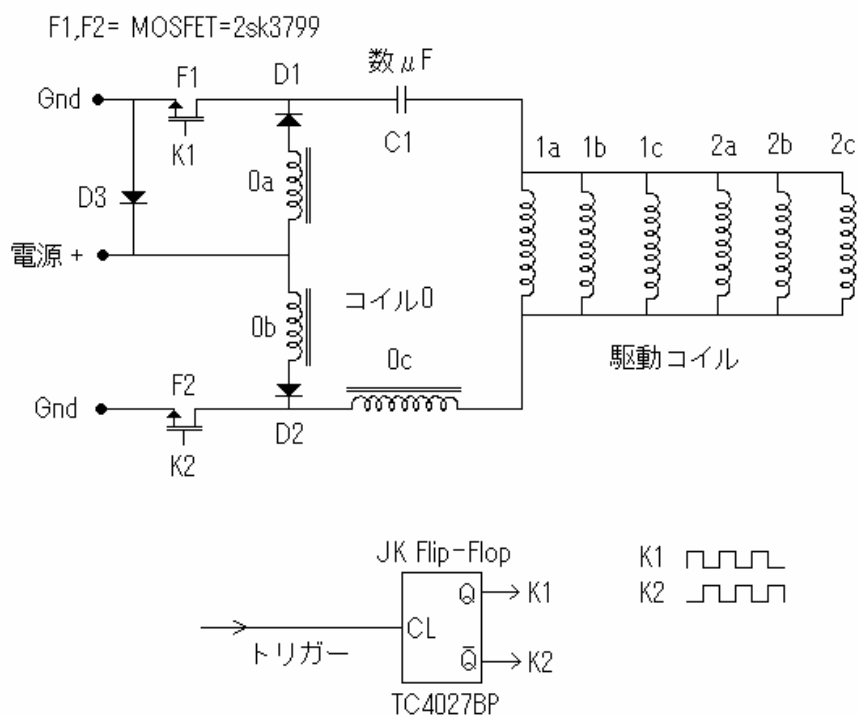 F1,F2= MOSFET=2sk3799
F1
D1
数μF
Gnd
K1
C1
1a
1b
1c
2a
2b
2c
0a
D3
電源+
コイル0
0b
0c
駆動コイル
F2
Gnd
D2
K2
JK Flip-Flop
K1
Q
K1
K2
CL
トリガー
Q̅
K2
TC4027BP